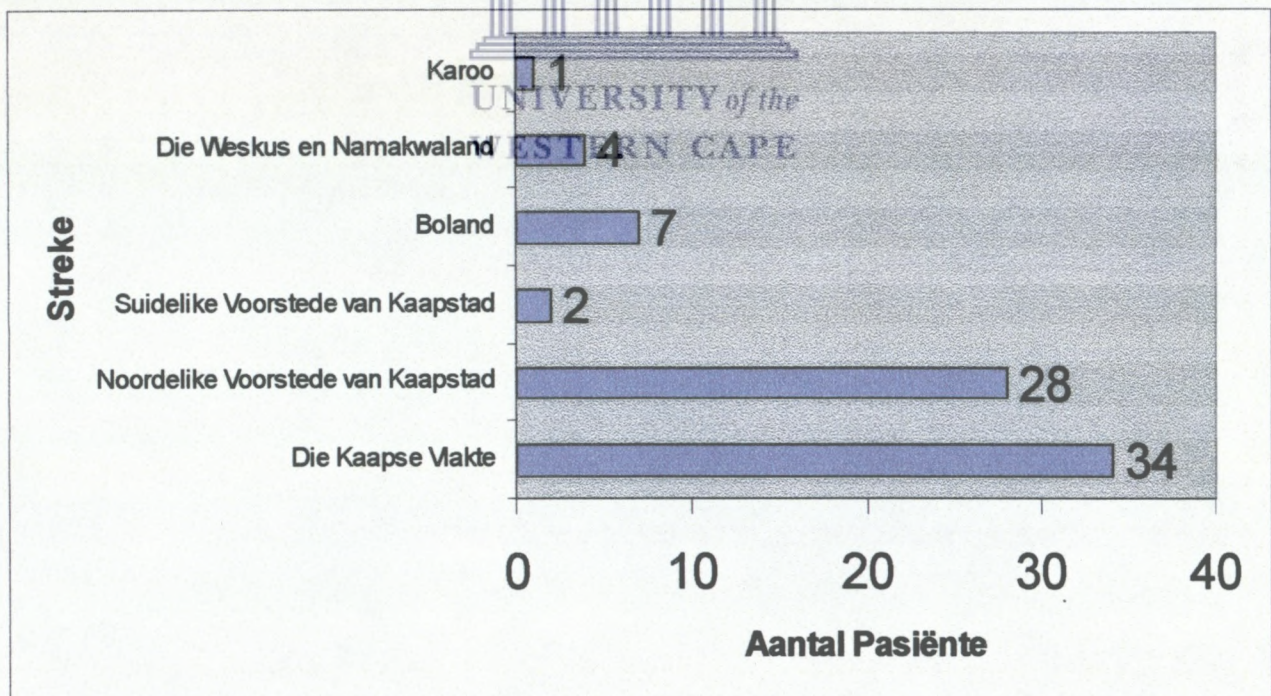 Karoo 1
UNIVERSITY of the
Die Weskus en Namakwaland 4
WESTERN CAPE
Boland 7
Streke
Suidelike Voorstede van Kaapstad 2
Noordelike Voorstede van Kaapstad 28
Die Kaapse Vlakte 34
0 10 20 30 40
Aantal Pasiënte